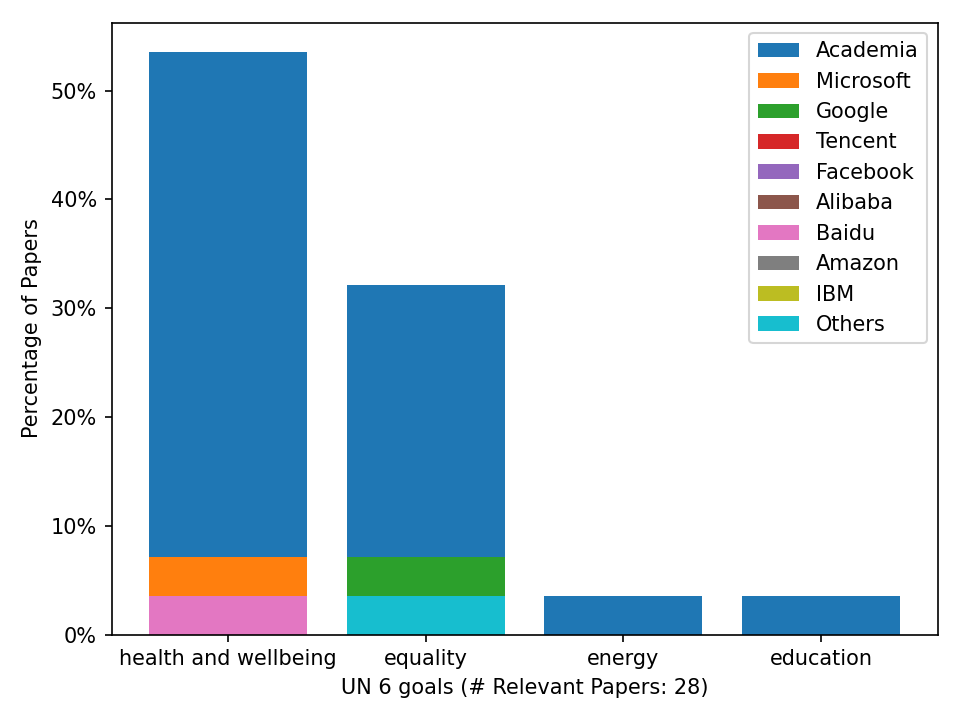 50%
40%
30%
20%
10%
0%
Percentage of Papers
health and wellbeing
equality
energy
education
UN 6 goals (# Relevant Papers: 28)
Academia
Microsoft
Google
Tencent
Facebook
Alibaba
Baidu
Amazon
IBM
Others